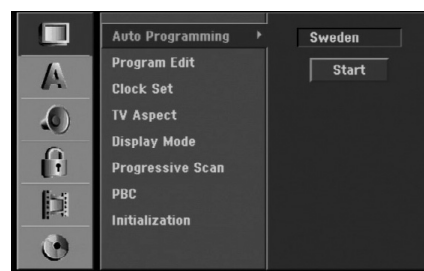 Auto Programming
Program Edit
Clock Set
TV Aspect
Display Mode
Progressive Scan
PBC
Initialization
Sweden
Start
A